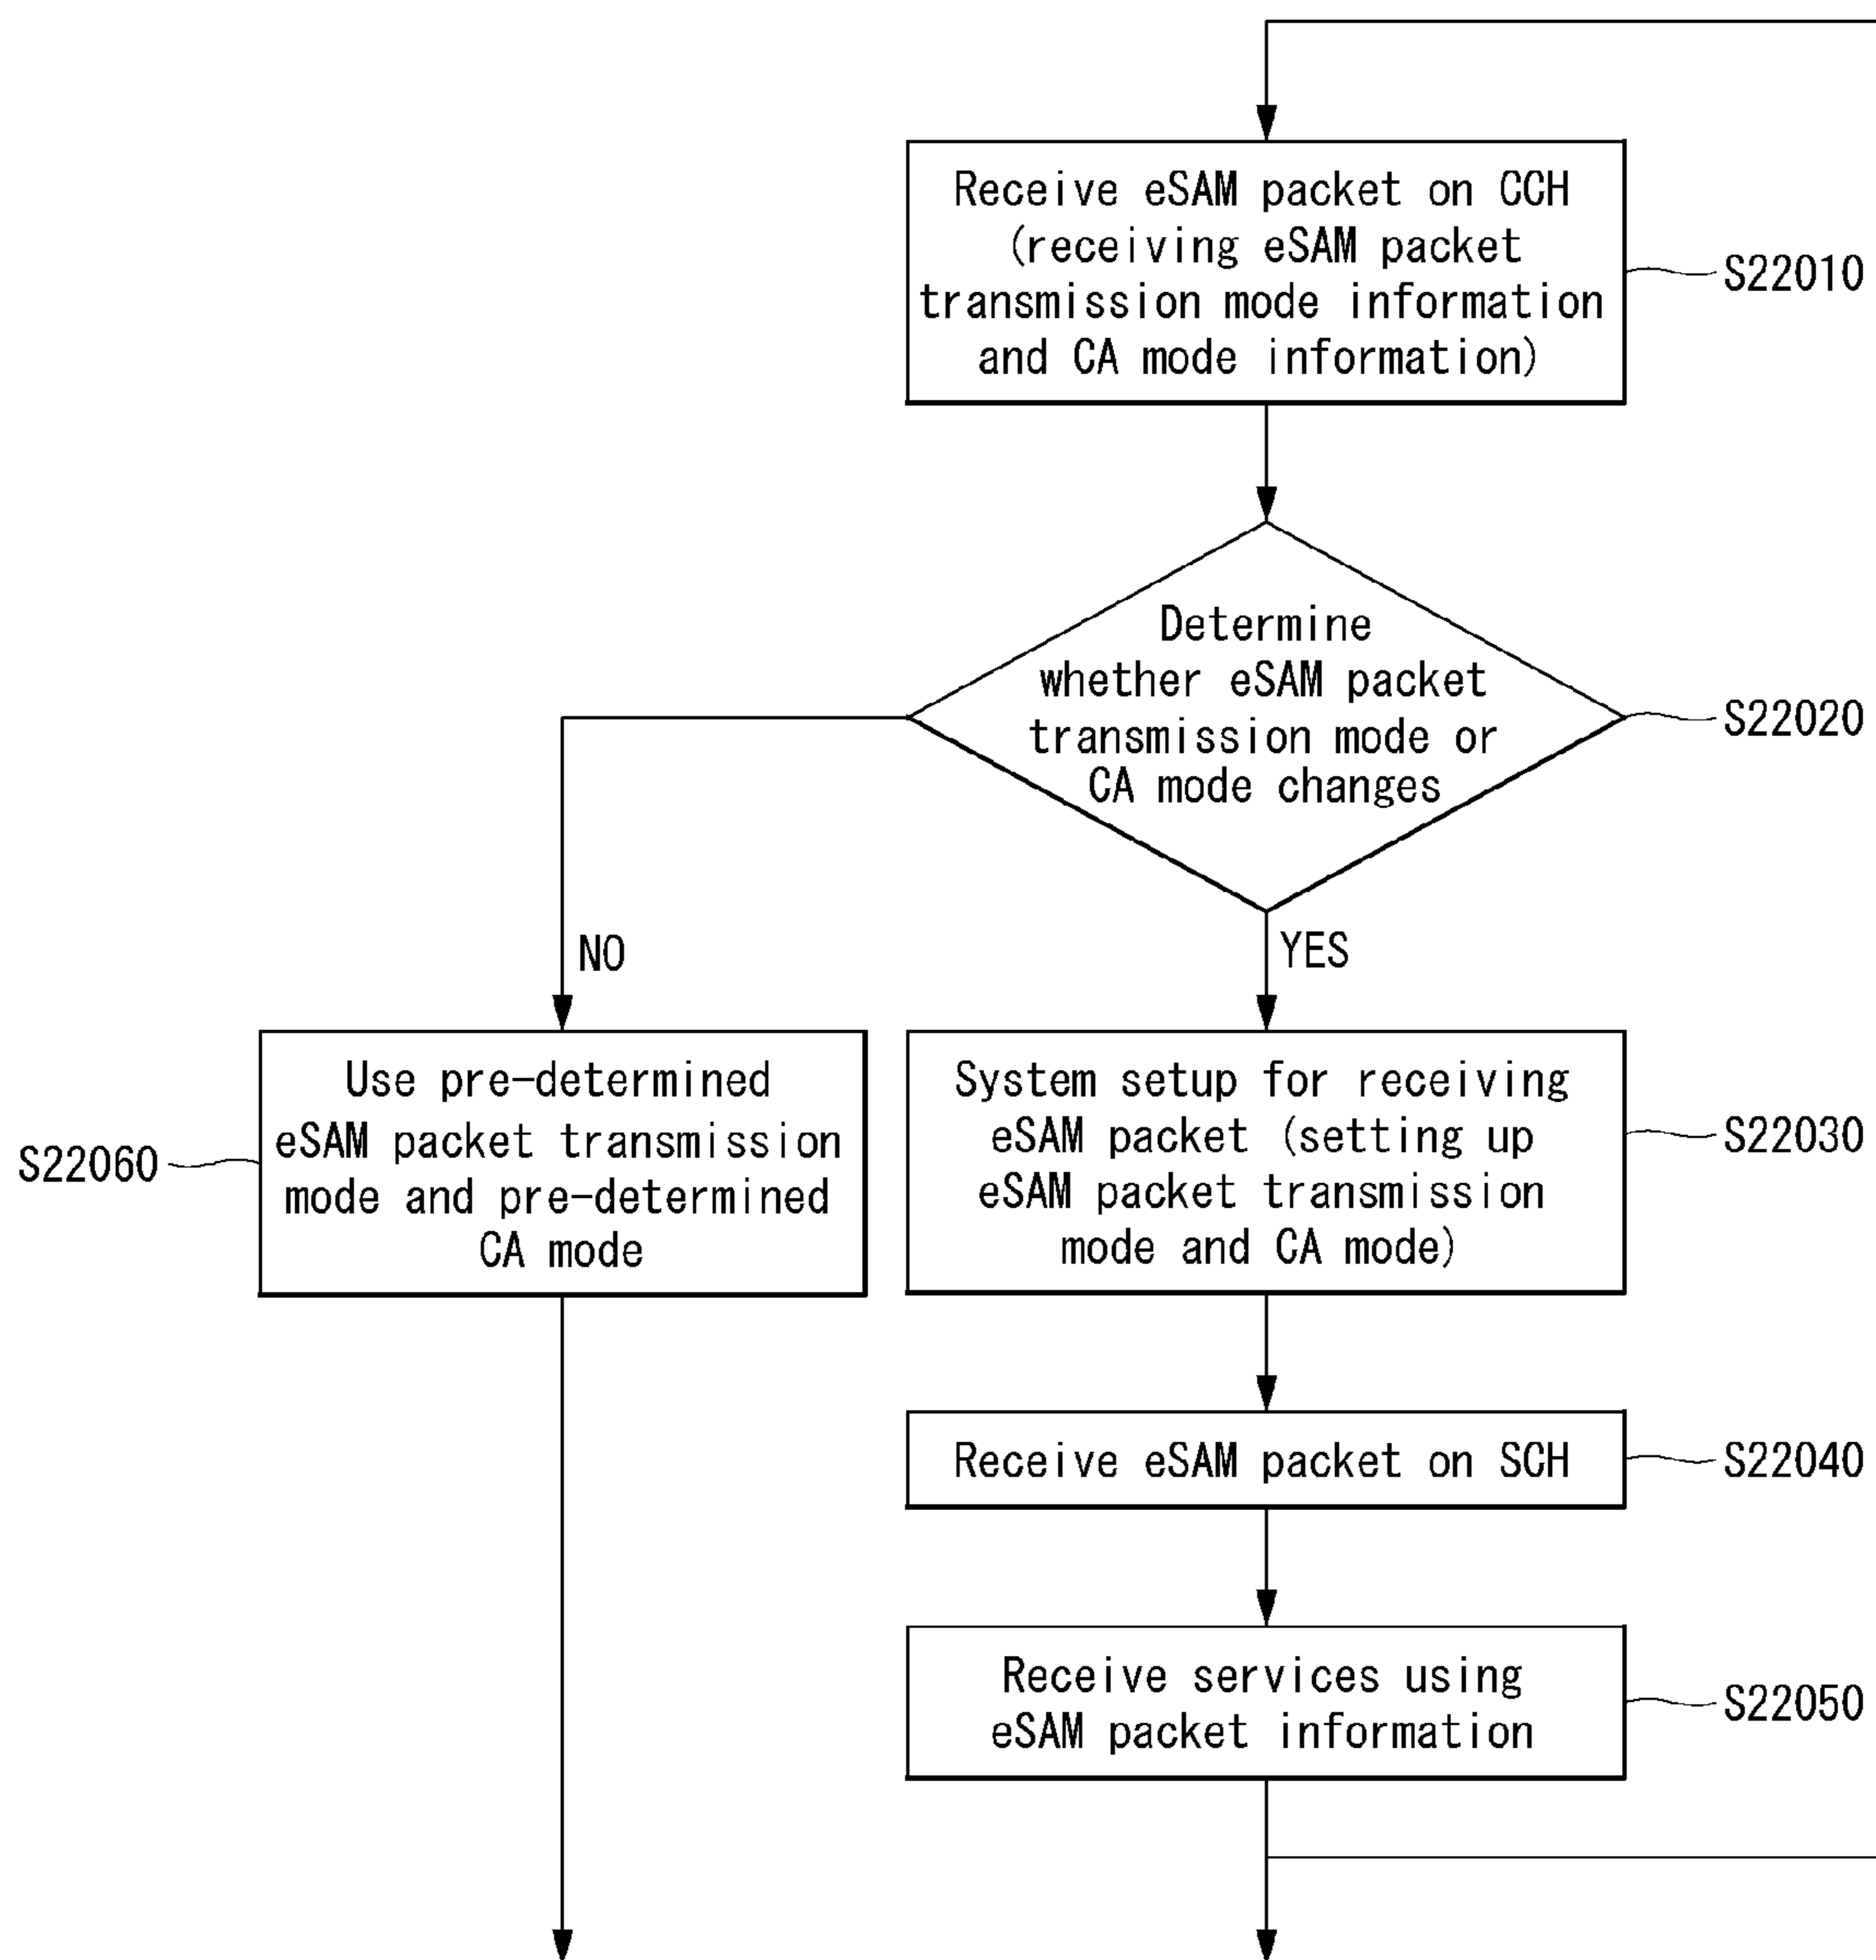 Receive eSAM packet on CCH
(receiving eSAM packet
transmission mode information
and CA mode information)
S22010
Determine
whether eSAM packet
transmission mode or
CA mode changes
S22020
NO
YES
Use pre-determined
eSAM packet transmission
mode and pre-determined
CA mode
S22060
System setup for receiving
eSAM packet (setting up
eSAM packet transmission
mode and CA mode)
S22030
Receive eSAM packet on SCH
S22040
Receive services using
eSAM packet information
S22050